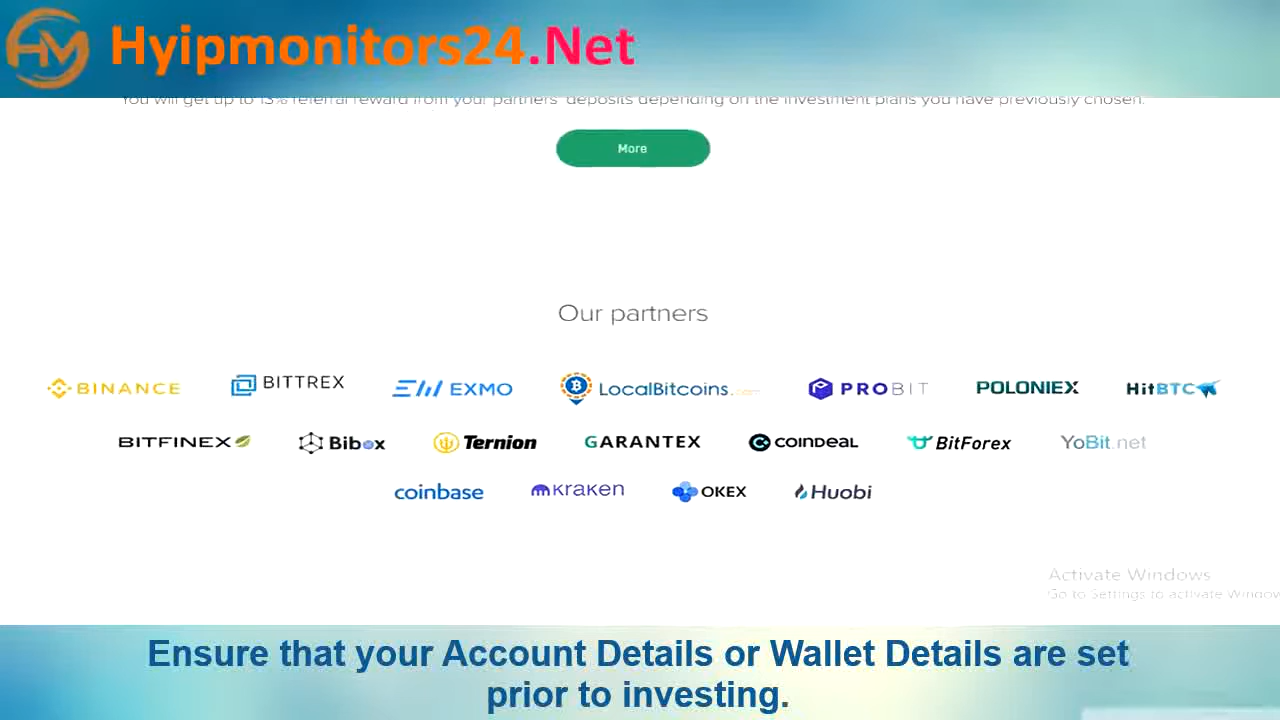 HM Hyipmonitors24.Net
You will get up to 13% referral reward from your partners' deposits depending on the investment plans you have previously chosen.
More
Our partners
BINANCE BITTREX EXMO LocalBitcoins.com PROBIT POLONIEX HitBTC
BITFINEX Bibox Ternion GARANTEX COINDEAL BitForex YoBit.net
coinbase kraken OKEX Huobi
Activate Windows
Go to Settings to activate Window
Ensure that your Account Details or Wallet Details are set
prior to investing.